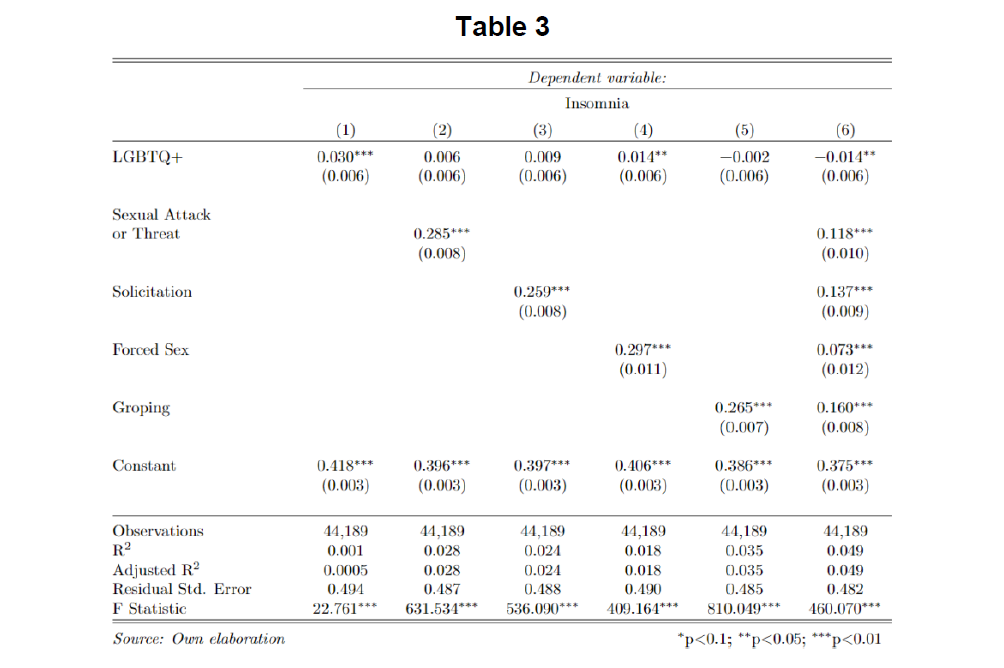 Table 3
Dependent variable:
Insomnia
(1) (2) (3) (4) (5) (6)
LGBTQ+ 0.030*** 0.006 0.009 0.014** −0.002 −0.014**
(0.006) (0.006) (0.006) (0.006) (0.006) (0.006)
Sexual Attack
or Threat 0.285*** 0.118***
(0.008) (0.010)
Solicitation 0.259*** 0.137***
(0.008) (0.009)
Forced Sex 0.297*** 0.073***
(0.011) (0.012)
Groping 0.265*** 0.160***
(0.007) (0.008)
Constant 0.418*** 0.396*** 0.397*** 0.406*** 0.386*** 0.375***
(0.003) (0.003) (0.003) (0.003) (0.003) (0.003)
Observations 44,189 44,189 44,189 44,189 44,189 44,189
R² 0.001 0.028 0.024 0.018 0.035 0.049
Adjusted R² 0.0005 0.028 0.024 0.018 0.035 0.049
Residual Std. Error 0.494 0.487 0.488 0.490 0.485 0.482
F Statistic 22.761*** 631.534*** 536.090*** 409.164*** 810.049*** 460.070***
Source: Own elaboration *p<0.1; **p<0.05; ***p<0.01